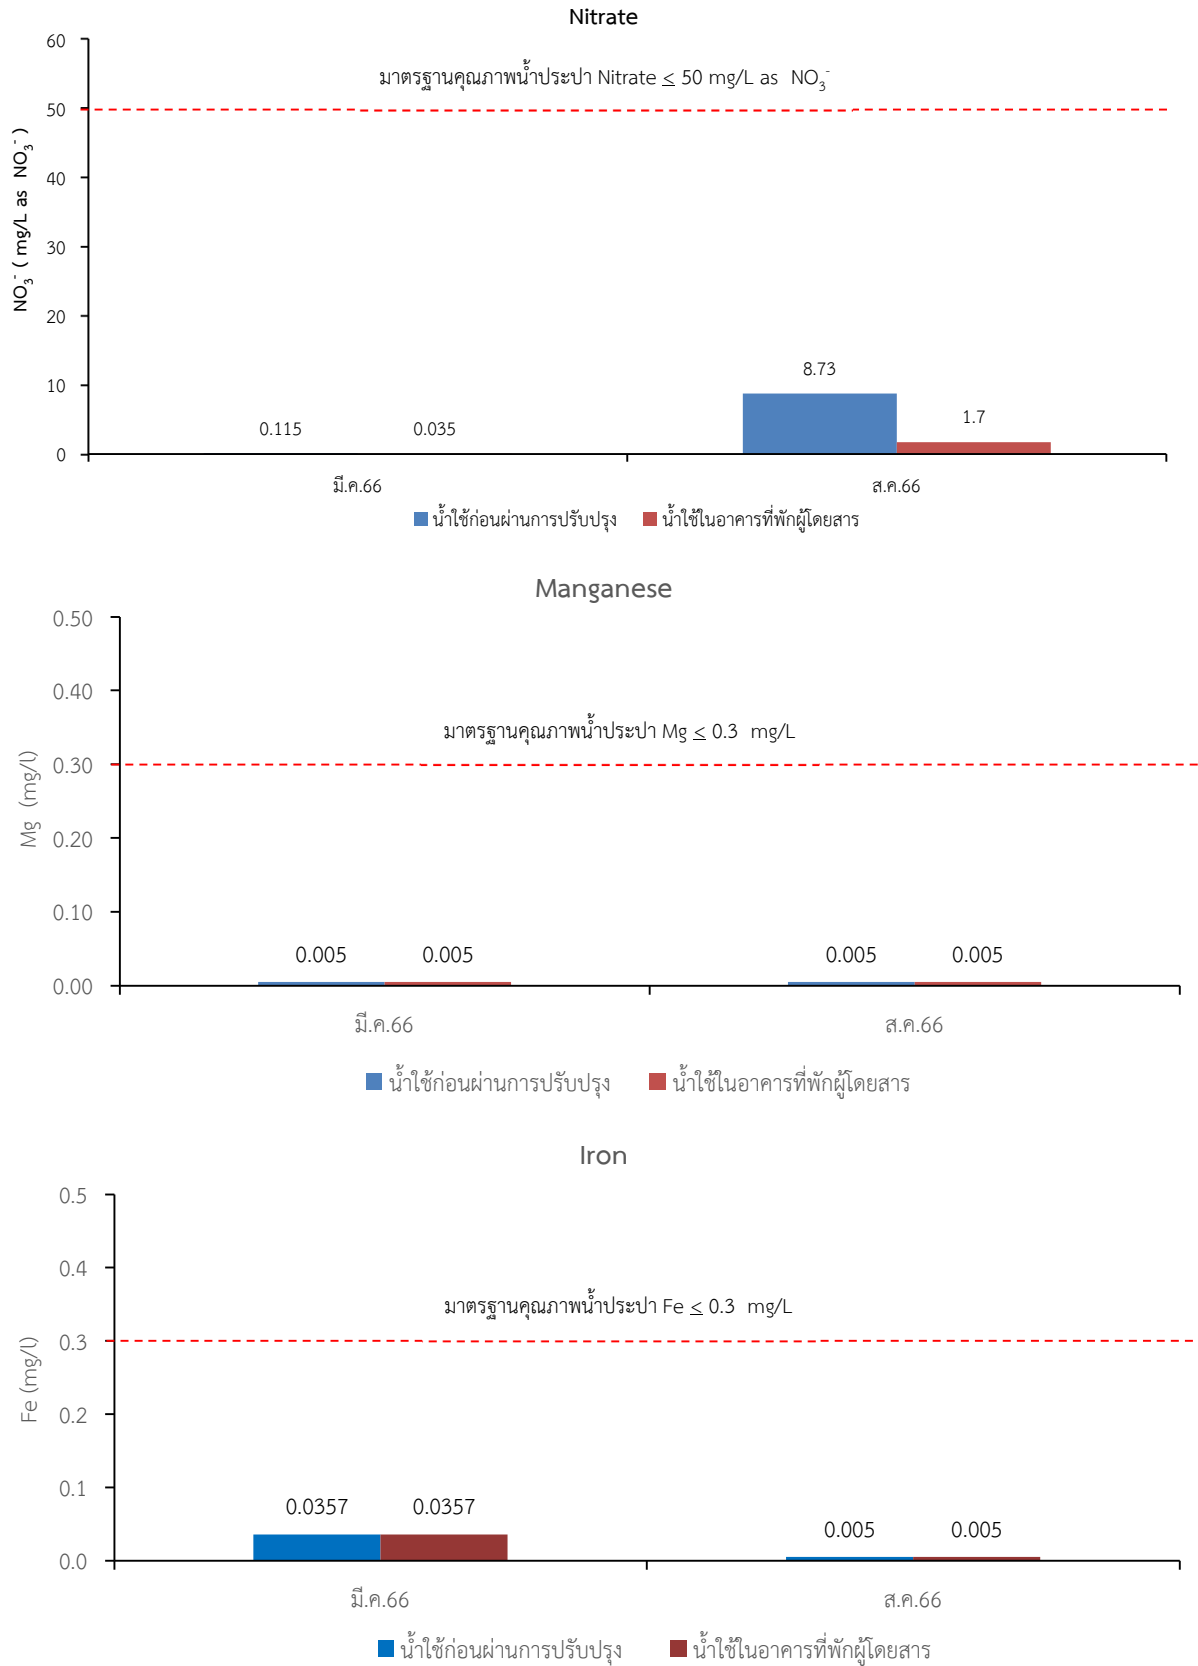 Nitrate
60
มาตรฐานคุณภาพน้ำประปา Nitrate ≤ 50 mg/L as NO₃⁻
50
40
30
20
10
0
NO₃⁻ ( mg/L as NO₃⁻ )
8.73
1.7
0.115 0.035
มี.ค.66 ส.ค.66
น้ำใช้ก่อนผ่านการปรับปรุง น้ำใช้ในอาคารที่พักผู้โดยสาร
Manganese
0.50
0.40
มาตรฐานคุณภาพน้ำประปา Mg ≤ 0.3 mg/L
0.30
0.20
0.10
0.00
Mg (mg/l)
0.005 0.005 0.005 0.005
มี.ค.66 ส.ค.66
น้ำใช้ก่อนผ่านการปรับปรุง น้ำใช้ในอาคารที่พักผู้โดยสาร
Iron
0.5
0.4
มาตรฐานคุณภาพน้ำประปา Fe ≤ 0.3 mg/L
0.3
0.2
0.1
0.0
Fe (mg/l)
0.0357 0.0357 0.005 0.005
มี.ค.66 ส.ค.66
น้ำใช้ก่อนผ่านการปรับปรุง น้ำใช้ในอาคารที่พักผู้โดยสาร